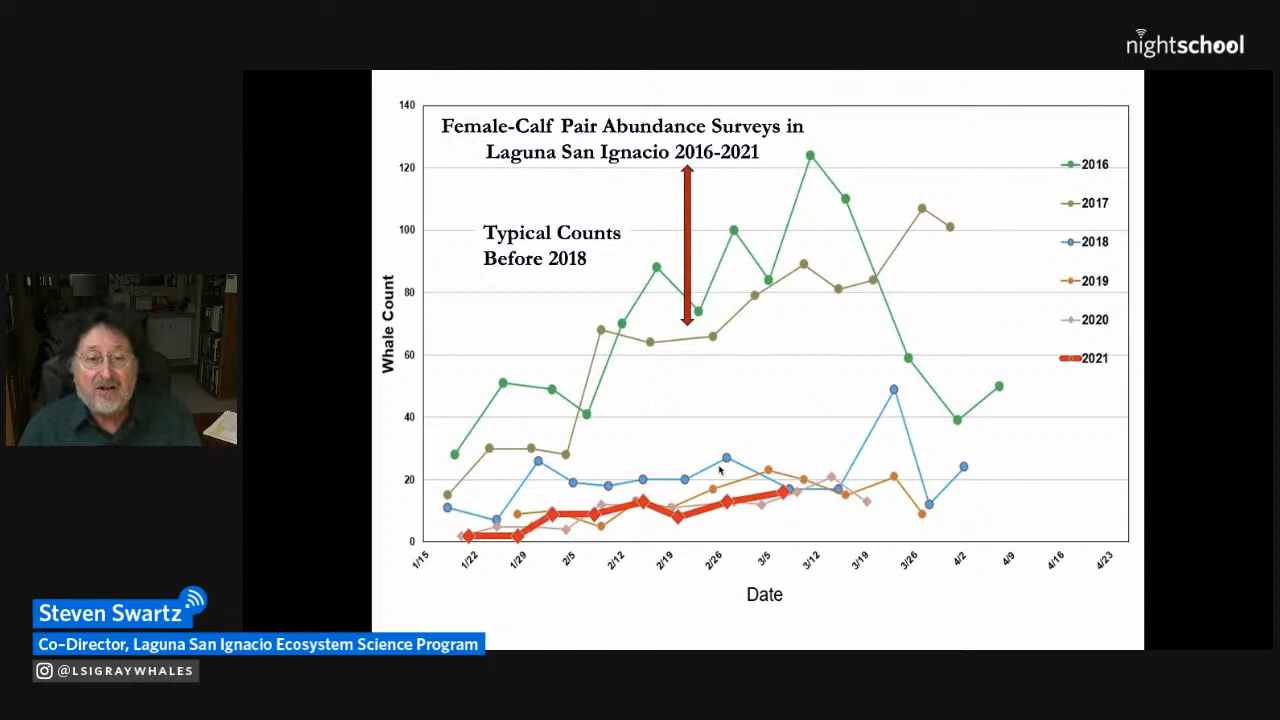 nightschool
140
120
100
80
60
40
20
0
Whale Count
Female-Calf Pair Abundance Surveys in
Laguna San Ignacio 2016-2021
Typical Counts
Before 2018
2016
2017
2018
2019
2020
2021
1/15
1/22
1/29
2/5
2/12
2/19
2/26
3/5
3/12
3/19
3/26
4/2
4/9
4/16
4/23
Date
Steven Swartz
Co-Director, Laguna San Ignacio Ecosystem Science Program
@LSIGRAYWHALES